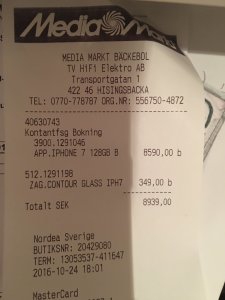 Media Markt
MEDIA MARKT BÄCKEBOL
TV HiFi Elektro AB
Transportgatan 1
422 46 HISINGSBACKA
TEL: 0770-778787 ORG.NR: 556750-4872
40630743
Kontantfsg Bokning
3900.1291046
APP.IPHONE 7 128GB B 8590,00 b
512.1291198
ZAG.CONTOUR GLASS IPH7 349,00 b
Totalt SEK 8939,00
Nordea Sverige
BUTIKSNR: 20429080
TERM: 13053537-411647
2016-10-24 18:01
MasterCard